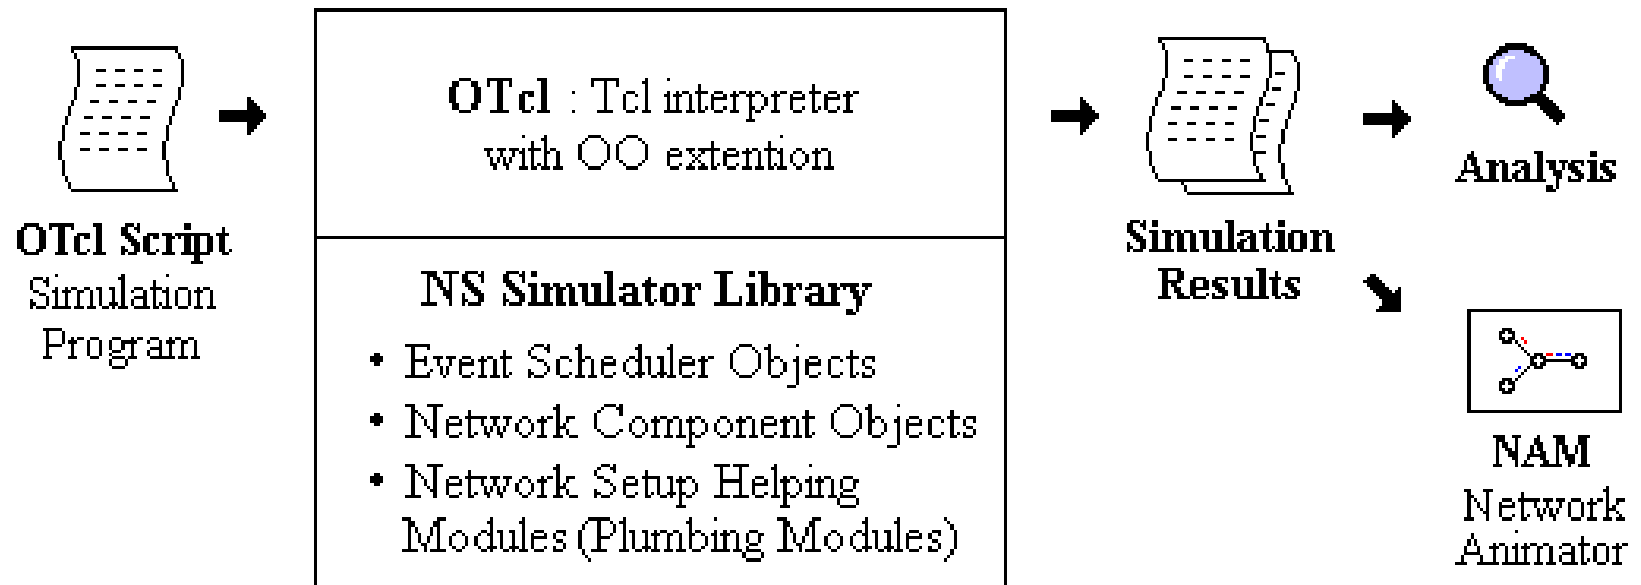 OTcl Script
Simulation
Program
OTcl : Tcl interpreter
with OO extention
NS Simulator Library
• Event Scheduler Objects
• Network Component Objects
• Network Setup Helping
Modules (Plumbing Modules)
Simulation
Results
Analysis
NAM
Network
Animator